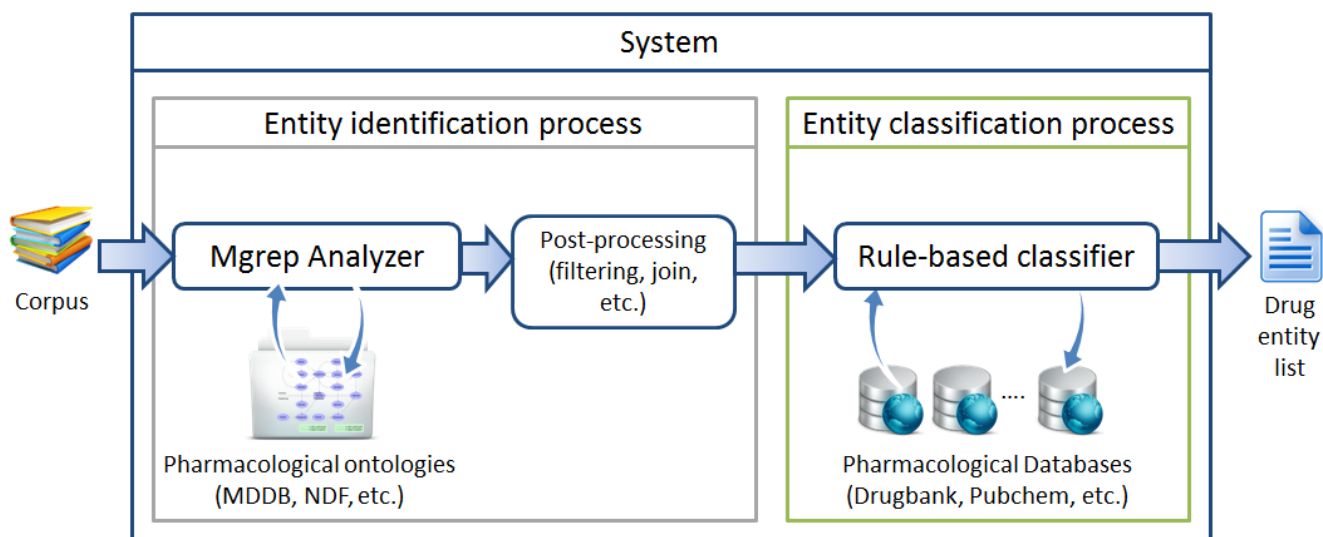 System
Entity identification process
Entity classification process
Corpus
Mgrep Analyzer
Post-processing
(filtering, join,
etc.)
Rule-based classifier
Drug
entity
list
Pharmacological ontologies
(MDDB, NDF, etc.)
....
Pharmacological Databases
(Drugbank, Pubchem, etc.)